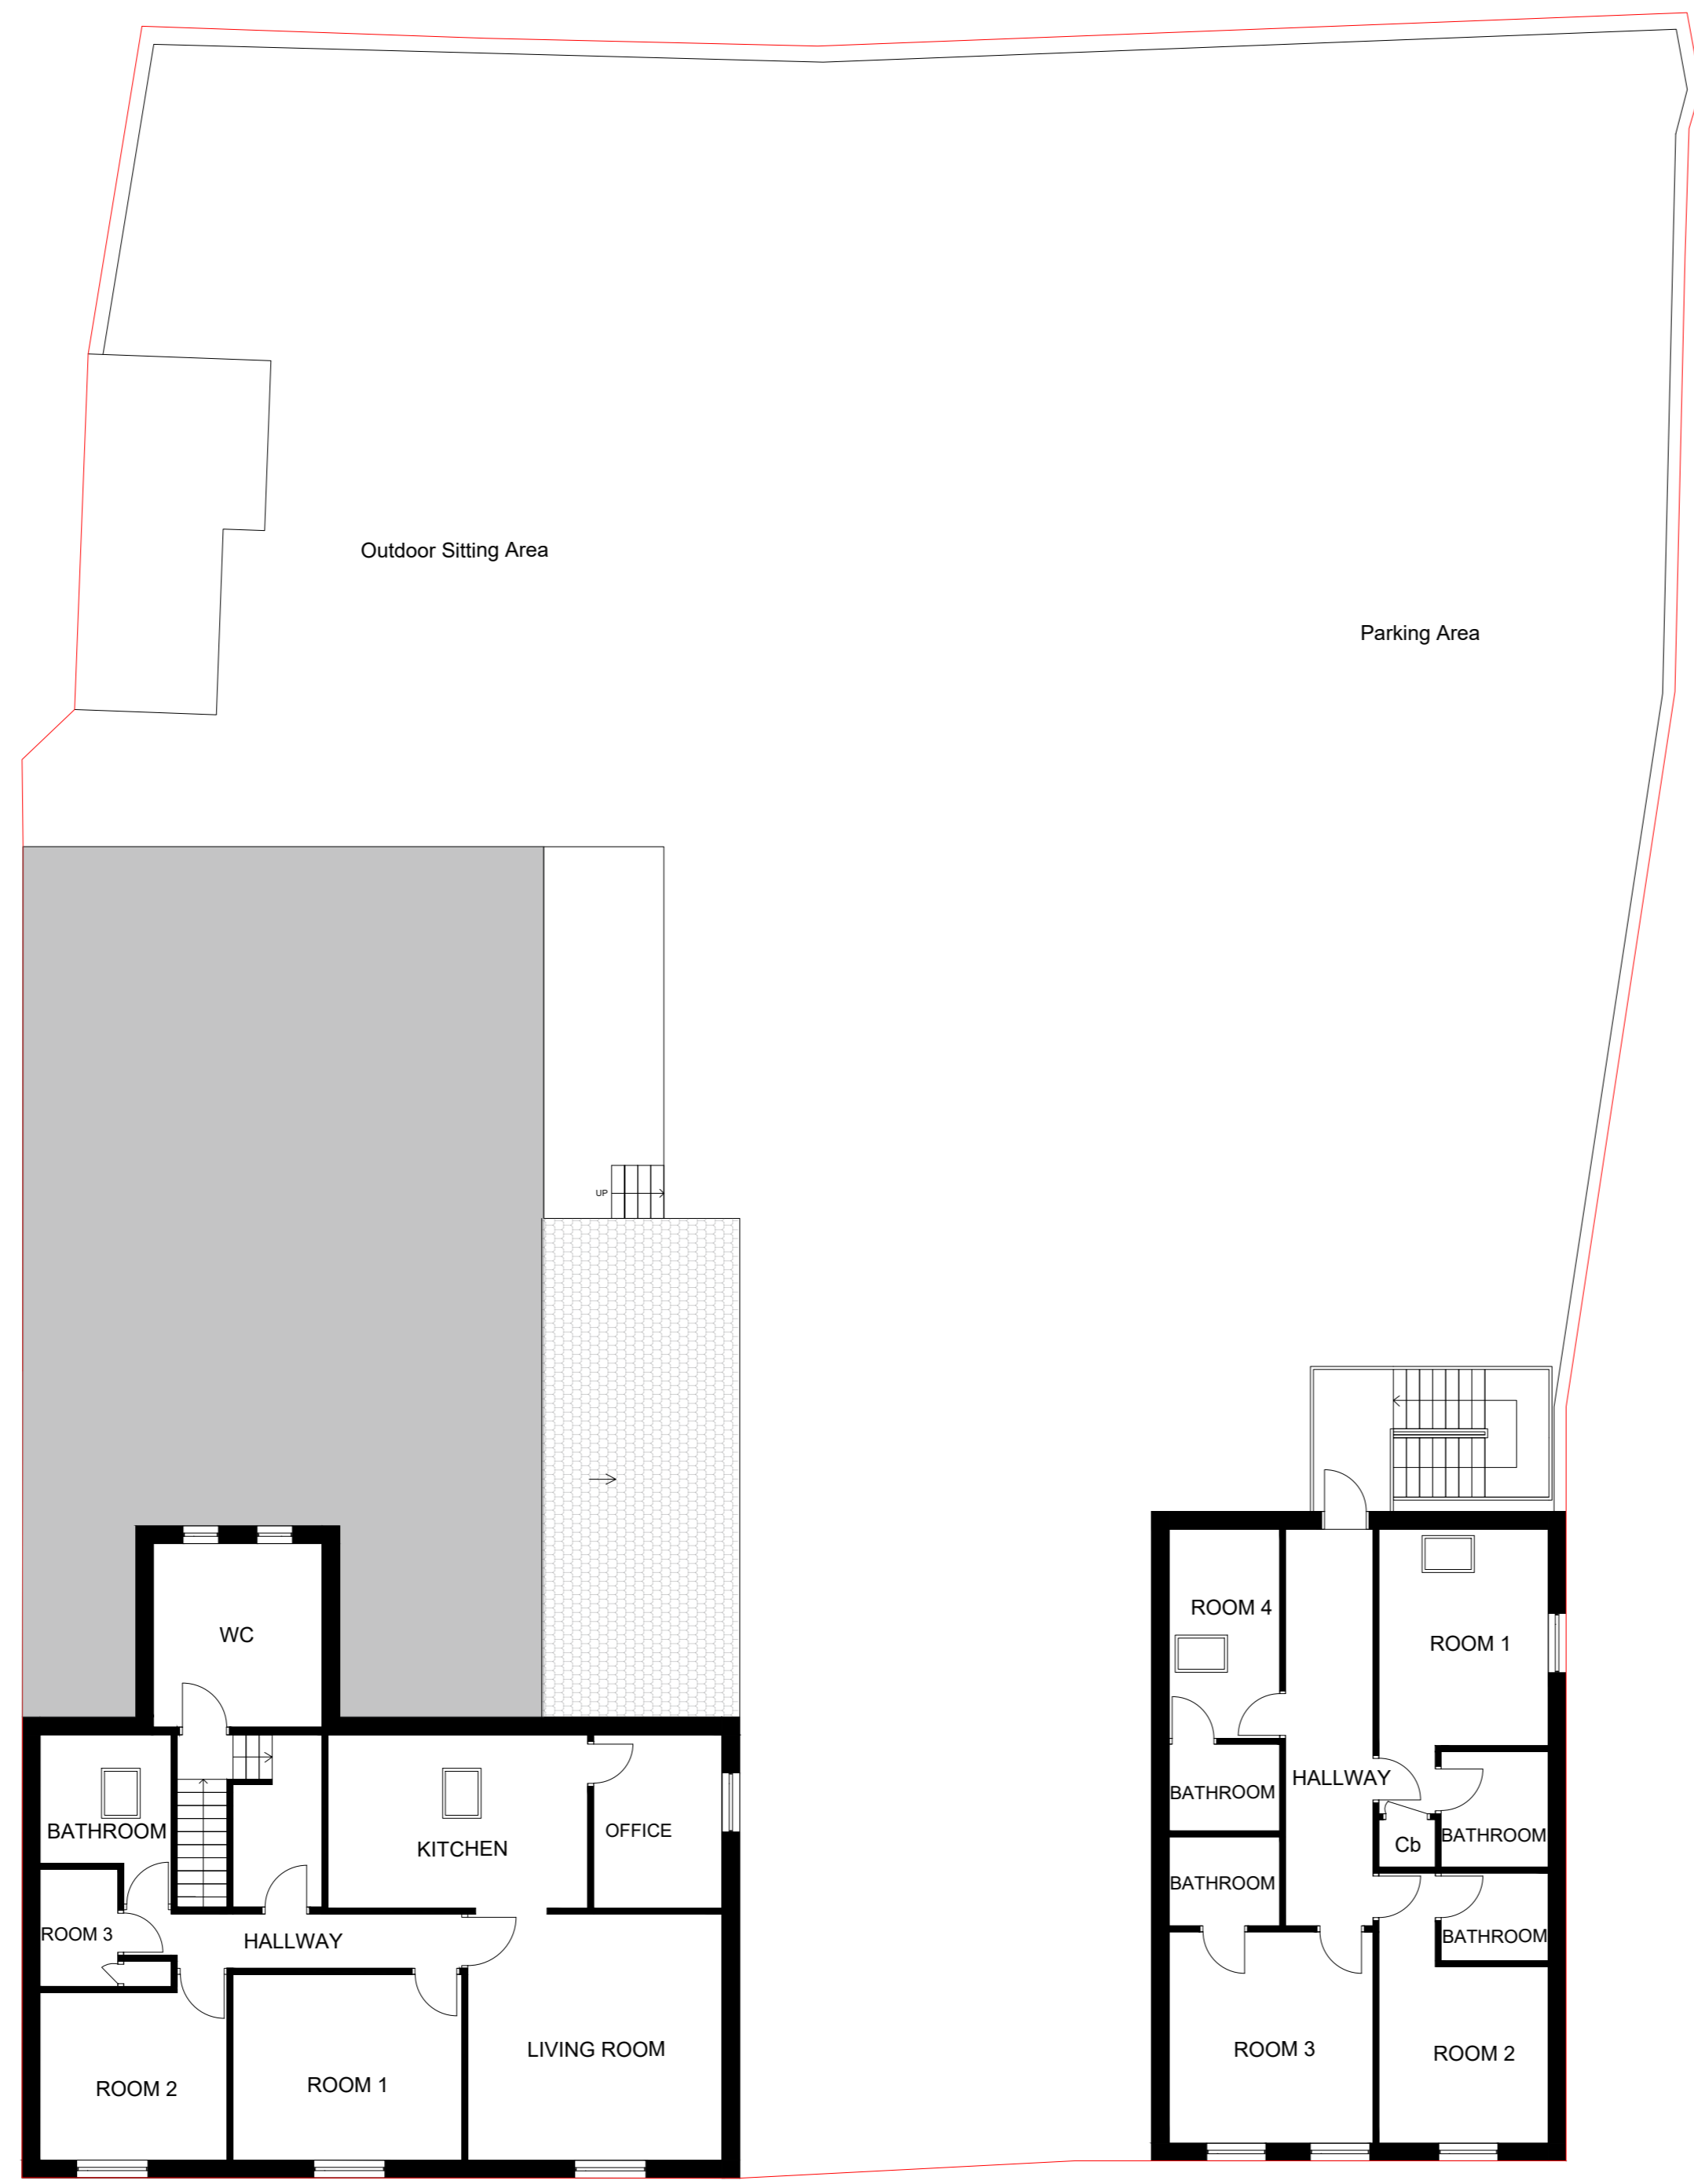 Outdoor Sitting Area
Parking Area
UP
WC
BATHROOM
KITCHEN
OFFICE
ROOM 3
HALLWAY
LIVING ROOM
ROOM 2
ROOM 1
ROOM 4
ROOM 1
HALLWAY
BATHROOM
Cb
BATHROOM
BATHROOM
BATHROOM
ROOM 3
ROOM 2